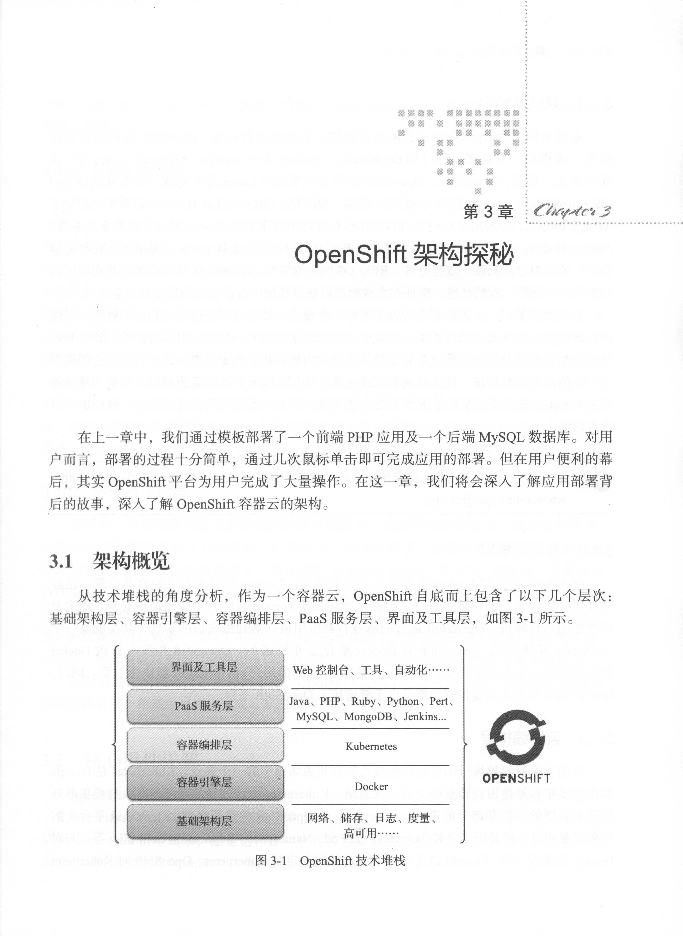 第 3 章 Chapter 3
OpenShift 架构探秘
在上一章中，我们通过模板部署了一个前端 PHP 应用及一个后端 MySQL 数据库。对用
户而言，部署的过程十分简单，通过几次鼠标单击即可完成应用的部署。但在用户便利的幕
后，其实 OpenShift 平台为用户完成了大量操作。在这一章，我们将会深入了解应用部署背
后的故事，深入了解 OpenShift 容器云的架构。
3.1 架构概览
从技术堆栈的角度分析，作为一个容器云，OpenShift 自底而上包含了以下几个层次：
基础架构层、容器引擎层、容器编排层、PaaS 服务层、界面及工具层，如图 3-1 所示。
界面及工具层
Web 控制台、工具、自动化……
PaaS 服务层
Java、PHP、Ruby、Python、Pert、
MySQL、MongoDB、Jenkins...
容器编排层
Kubernetes
容器引擎层
Docker
基础架构层
网络、储存、日志、度量、
高可用……
OPENSHIFT
图 3-1 OpenShift 技术堆栈